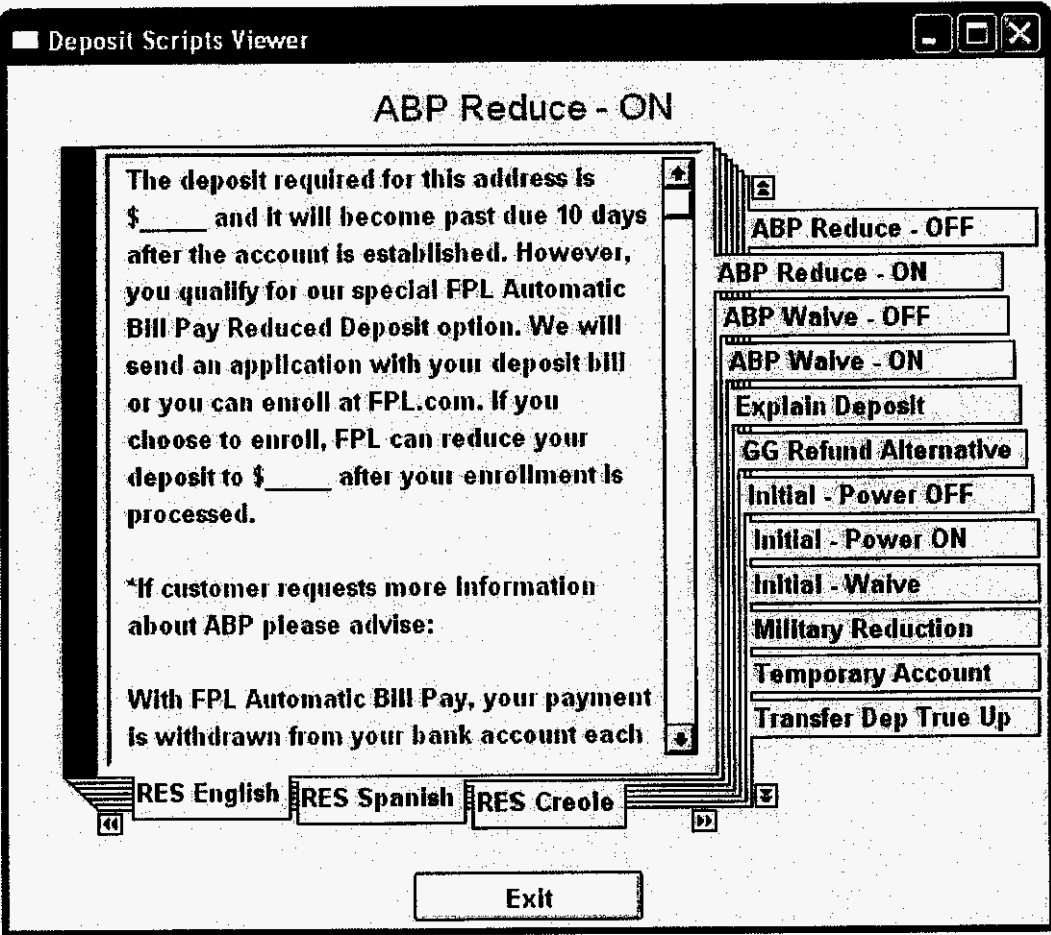 Deposit Scripts Viewer
ABP Reduce - ON
The deposit required for this address is
$_____ and it will become past due 10 days
after the account is established. However,
you qualify for our special FPL Automatic
Bill Pay Reduced Deposit option. We will
send an application with your deposit bill
or you can enroll at FPL.com. If you
choose to enroll, FPL can reduce your
deposit to $_____ after your enrollment is
processed.
*If customer requests more information
about ABP please advise:
With FPL Automatic Bill Pay, your payment
is withdrawn from your bank account each
ABP Reduce - OFF
ABP Reduce - ON
ABP Waive - OFF
ABP Waive - ON
Explain Deposit
GG Refund Alternative
Initial - Power OFF
Initial - Power ON
Initial - Waive
Military Reduction
Temporary Account
Transfer Dep True Up
RES English
RES Spanish
RES Creole
Exit